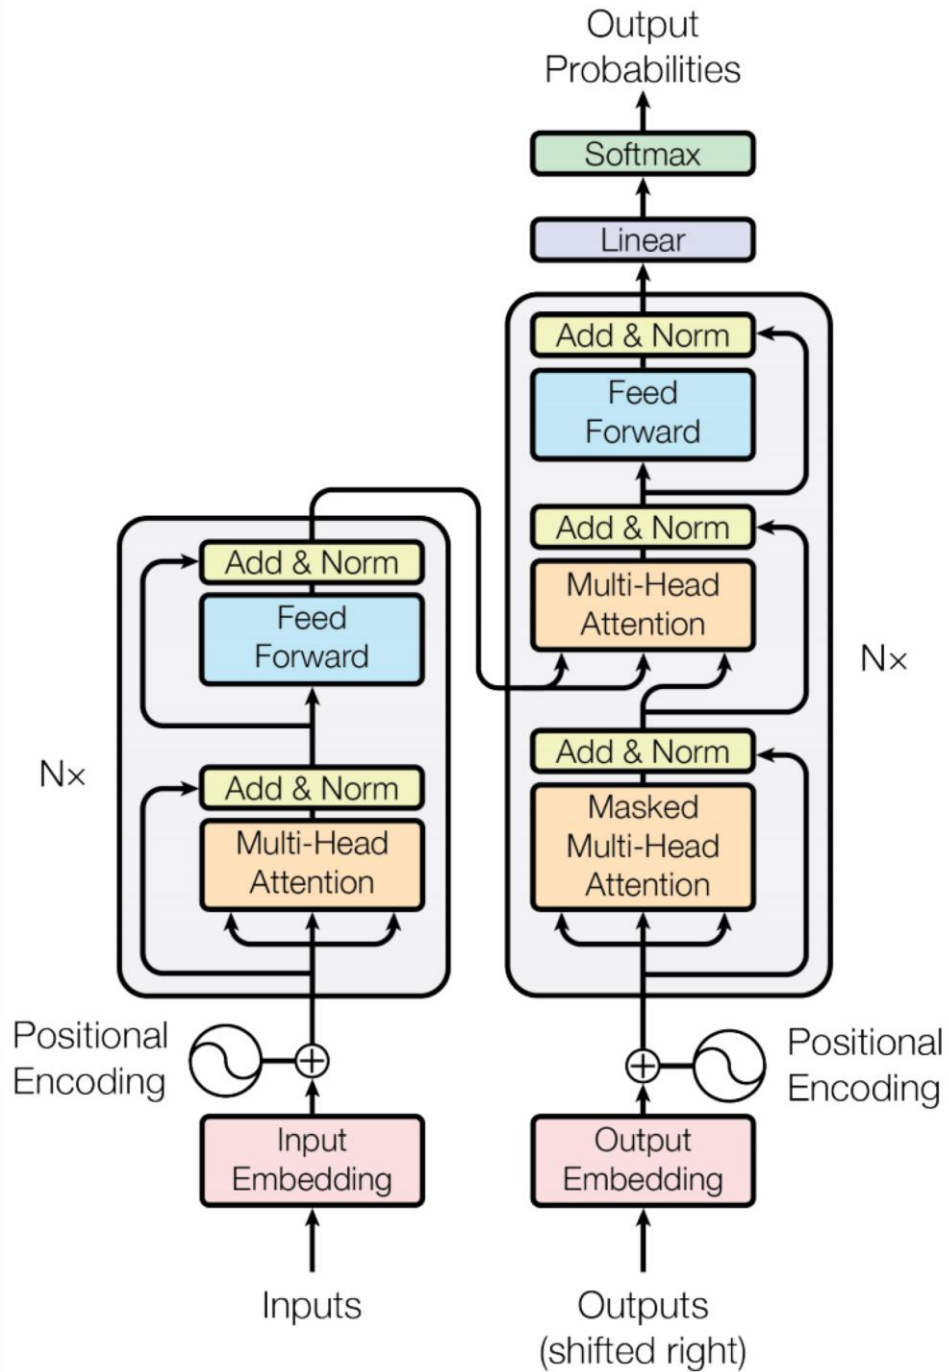 Output
Probabilities
Softmax
Linear
Add & Norm
Feed
Forward
Add & Norm
Multi-Head
Attention
Nx
Add & Norm
Masked
Multi-Head
Attention
Add & Norm
Feed
Forward
Nx
Add & Norm
Multi-Head
Attention
Positional
Encoding
Positional
Encoding
Input
Embedding
Output
Embedding
Inputs
Outputs
(shifted right)